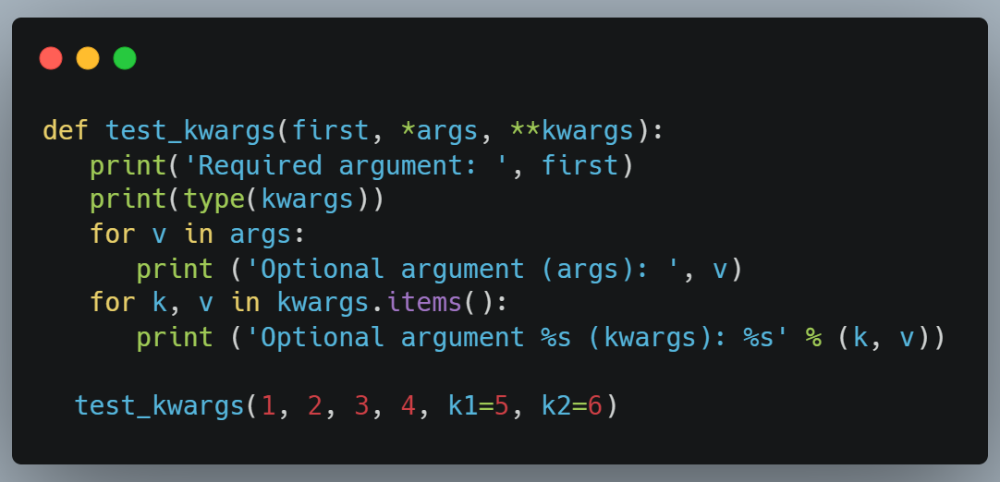 def test_kwargs(first, *args, **kwargs):
   print('Required argument: ', first)
   print(type(kwargs))
   for v in args:
      print ('Optional argument (args): ', v)
   for k, v in kwargs.items():
      print ('Optional argument %s (kwargs): %s' % (k, v))

  test_kwargs(1, 2, 3, 4, k1=5, k2=6)